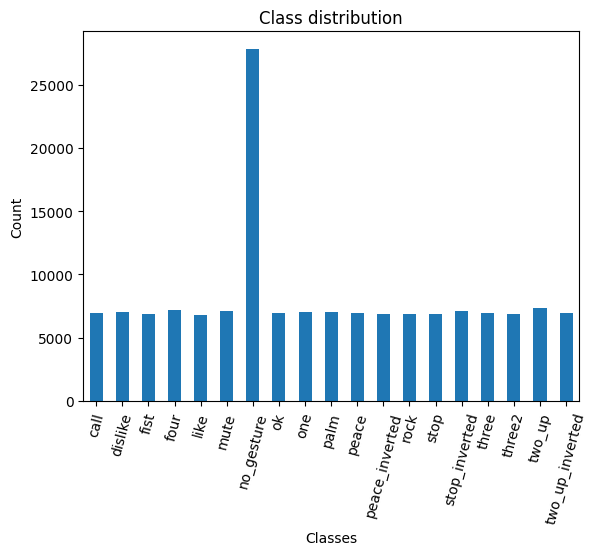 Class distribution
Count
25000
20000
15000
10000
5000
0
call
dislike
fist
four
like
mute
no_gesture
ok
one
palm
peace
peace_inverted
rock
stop
stop_inverted
three
three2
two_up
two_up_inverted
Classes